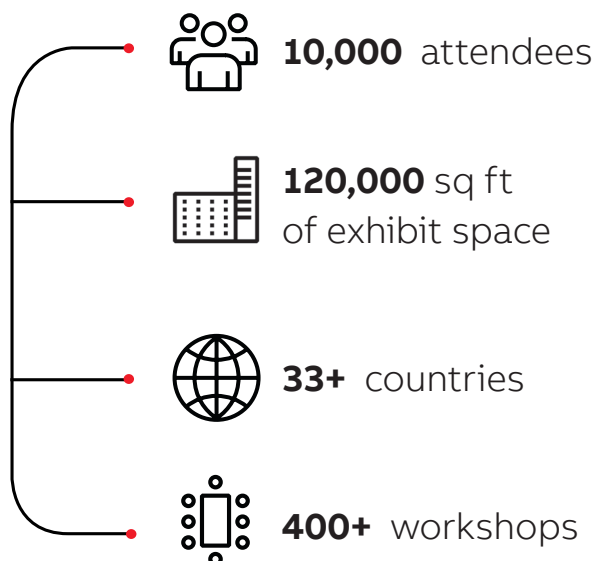 10,000 attendees
120,000 sq ft
of exhibit space
33+ countries
400+ workshops